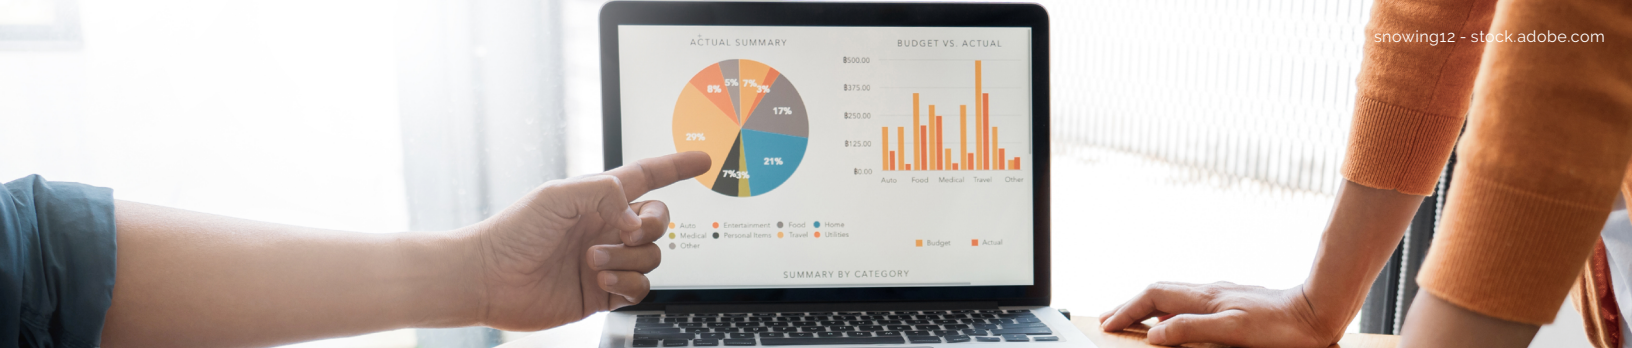 snowing12 - stock.adobe.com
ACTUAL SUMMARY
5%
7%
3%
8%
17%
29%
21%
7%
3%
Auto
Entertainment
Food
Home
Medical
Personal Items
Travel
Utilities
Other
BUDGET VS. ACTUAL
฿500.00
฿375.00
฿250.00
฿125.00
฿0.00
Auto
Food
Medical
Travel
Other
Budget
Actual
SUMMARY BY CATEGORY